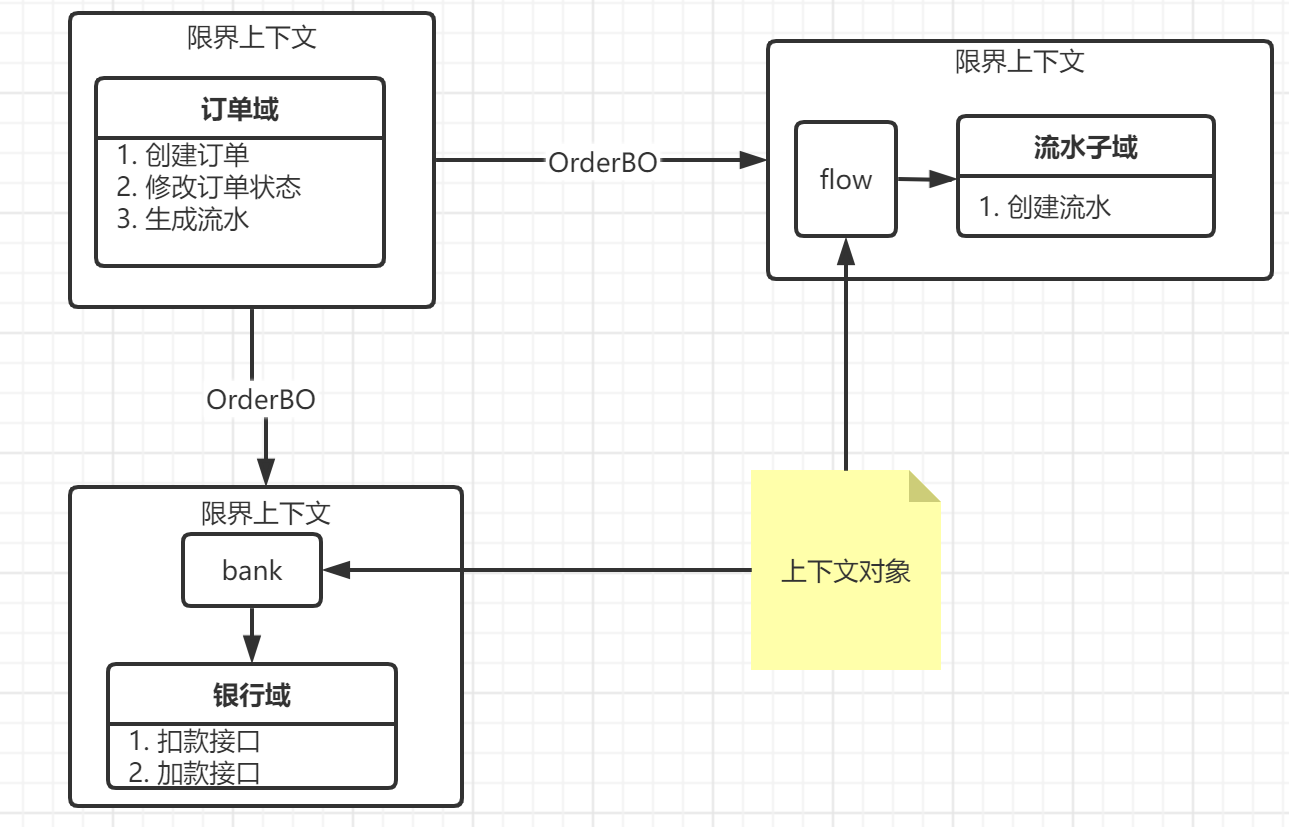 限界上下文
订单域
1. 创建订单
2. 修改订单状态
3. 生成流水
OrderBO
限界上下文
flow
流水子域
1. 创建流水
OrderBO
限界上下文
bank
银行域
1. 扣款接口
2. 加款接口
上下文对象